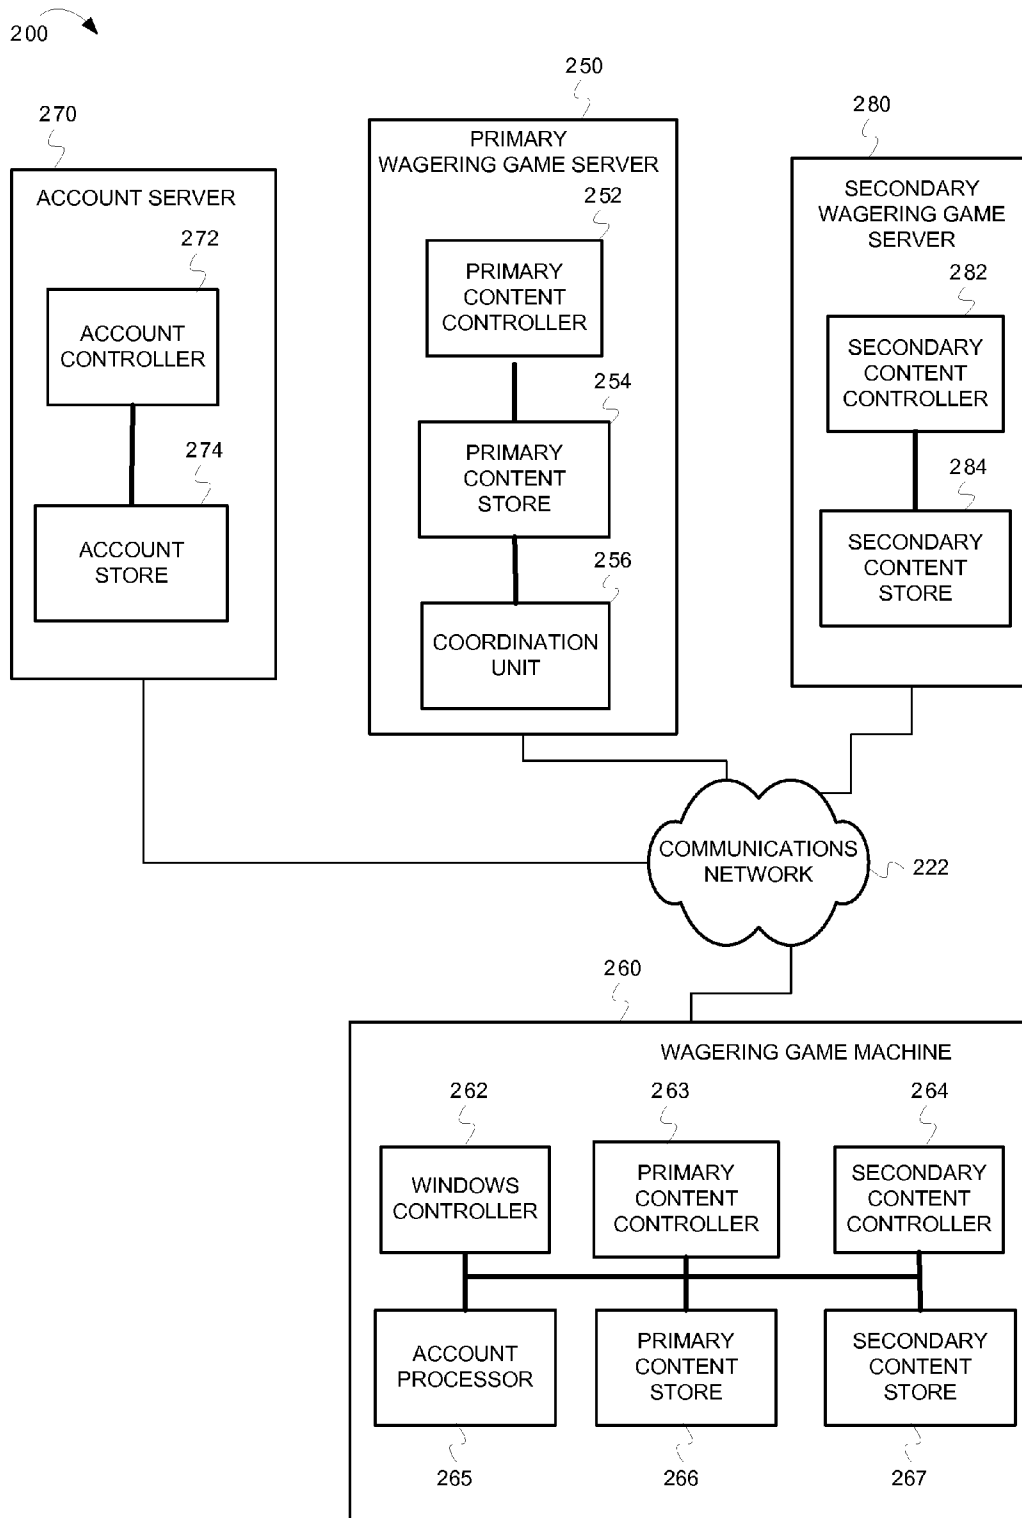 200
270
ACCOUNT SERVER
272
ACCOUNT
CONTROLLER
274
ACCOUNT
STORE
250
PRIMARY
WAGERING GAME SERVER
252
PRIMARY
CONTENT
CONTROLLER
254
PRIMARY
CONTENT
STORE
256
COORDINATION
UNIT
280
SECONDARY
WAGERING GAME
SERVER
282
SECONDARY
CONTENT
CONTROLLER
284
SECONDARY
CONTENT
STORE
COMMUNICATIONS
NETWORK
222
260
WAGERING GAME MACHINE
262
WINDOWS
CONTROLLER
263
PRIMARY
CONTENT
CONTROLLER
264
SECONDARY
CONTENT
CONTROLLER
ACCOUNT
PROCESSOR
265
PRIMARY
CONTENT
STORE
266
SECONDARY
CONTENT
STORE
267